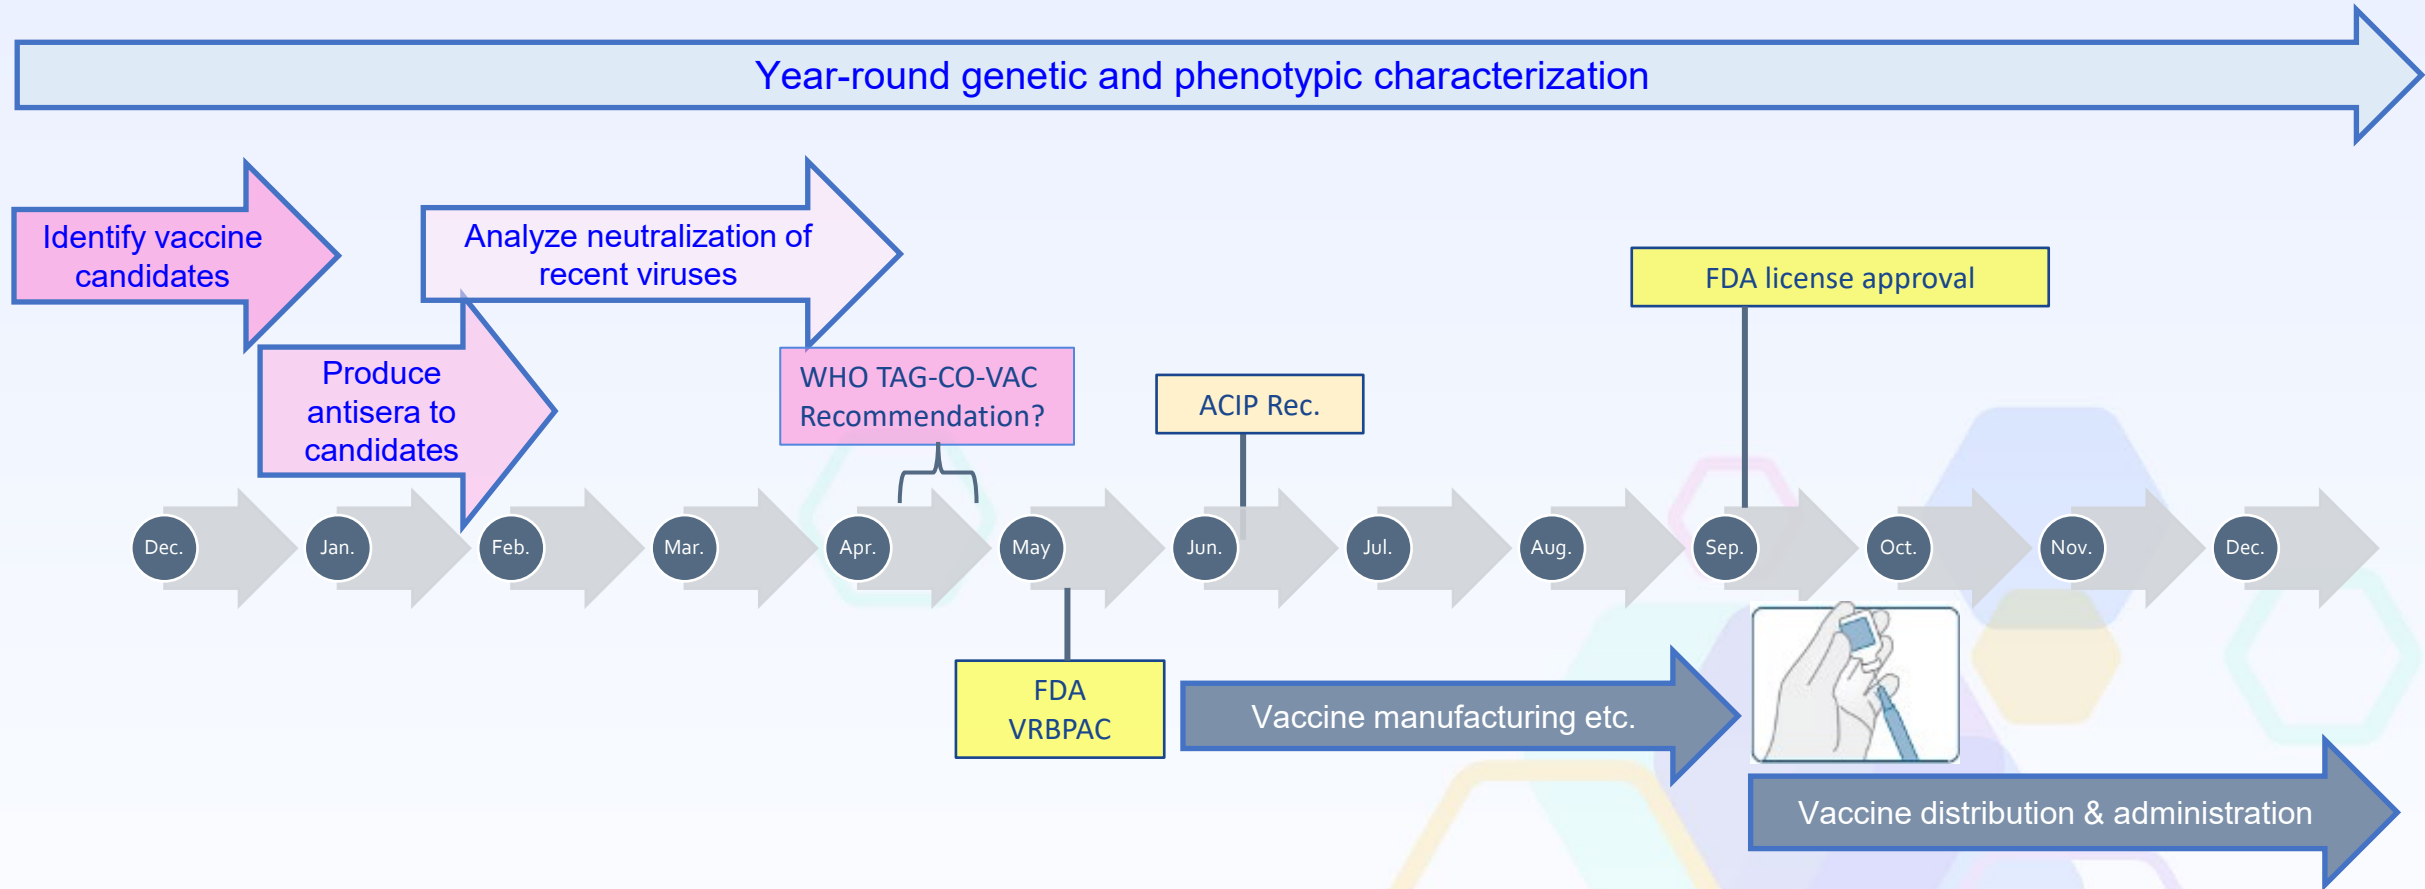 Year-round genetic and phenotypic characterization
Identify vaccine
candidates
Analyze neutralization of
recent viruses
Produce
antisera to
candidates
WHO TAG-CO-VAC
Recommendation?
ACIP Rec.
FDA license approval
Dec.
Jan.
Feb.
Mar.
Apr.
May
Jun.
Jul.
Aug.
Sep.
Oct.
Nov.
Dec.
FDA
VRBPAC
Vaccine manufacturing etc.
Vaccine distribution & administration